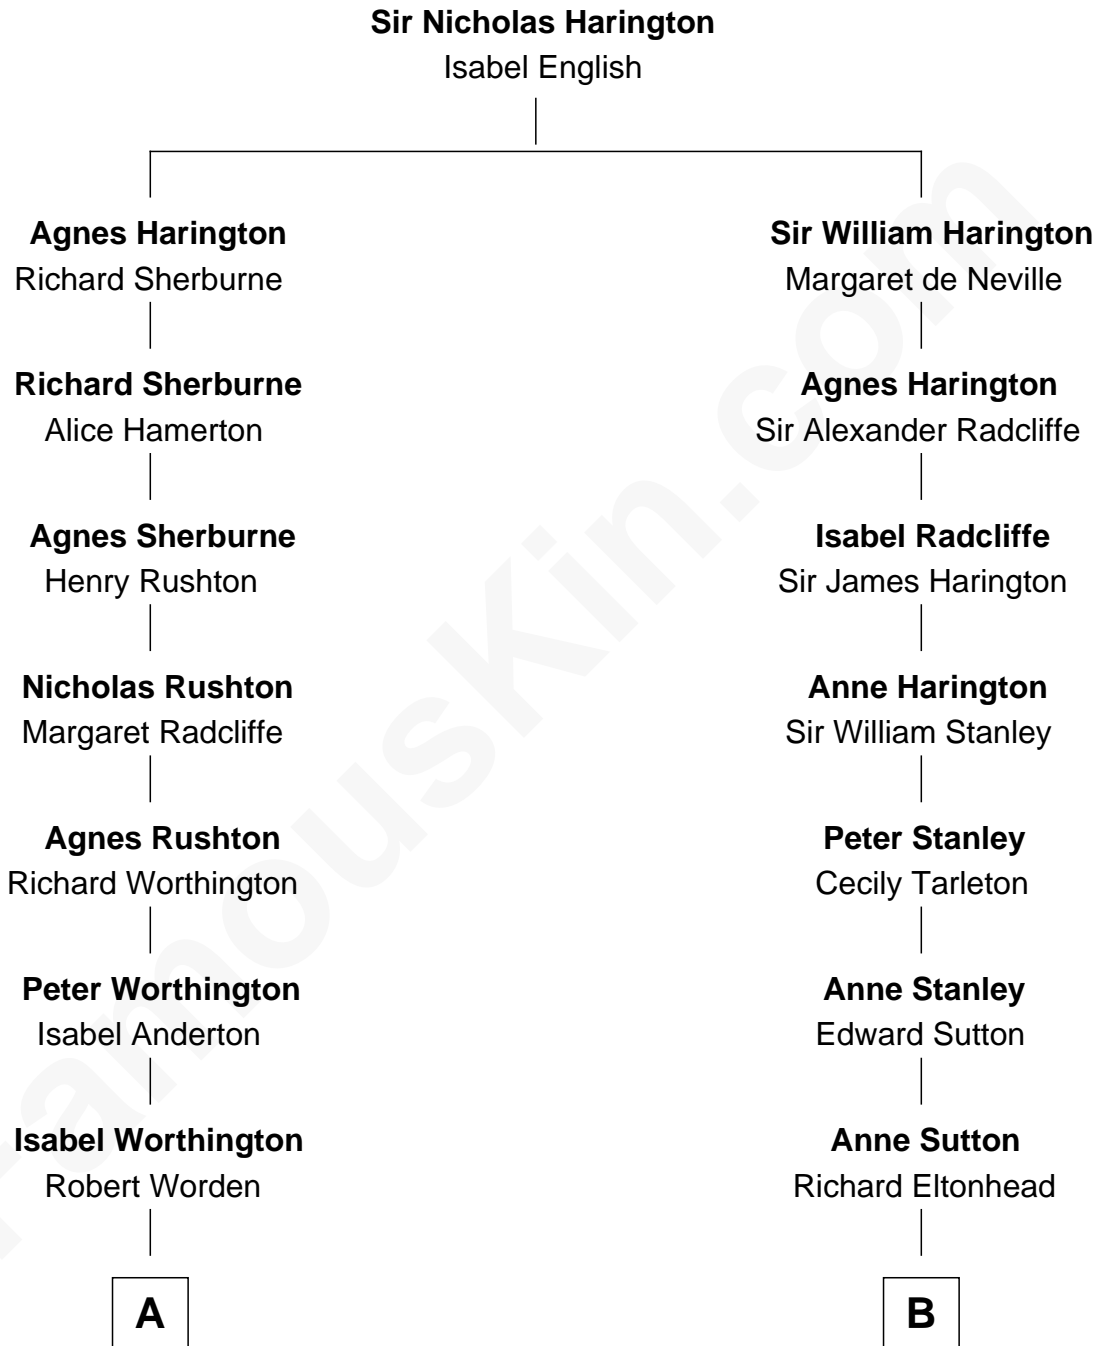 Sir Nicholas Harington
Isabel English
Agnes Harington
Richard Sherburne
Sir William Harington
Margaret de Neville
Richard Sherburne
Alice Hamerton
Agnes Harington
Sir Alexander Radcliffe
Agnes Sherburne
Henry Rushton
Isabel Radcliffe
Sir James Harington
Nicholas Rushton
Margaret Radcliffe
Anne Harington
Sir William Stanley
Agnes Rushton
Richard Worthington
Peter Stanley
Cecily Tarleton
Peter Worthington
Isabel Anderton
Anne Stanley
Edward Sutton
Isabel Worthington
Robert Worden
Anne Sutton
Richard Eltonhead
A
B
FamousKin.com